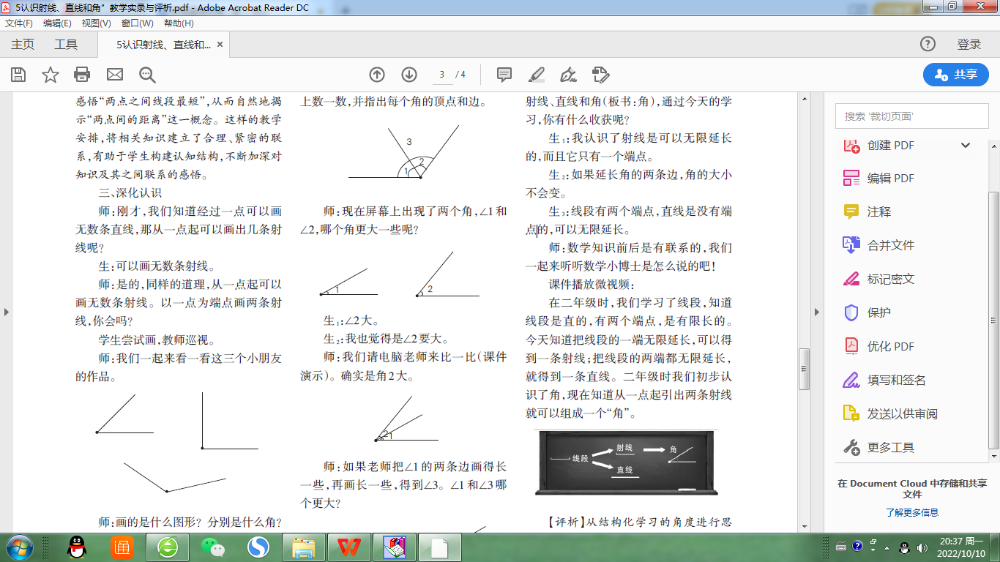 5认识射线、直线和角”教学实录与评析.pdf - Adobe Acrobat Reader DC
文件(F) 编辑(E) 视图(V) 窗口(W) 帮助(H)
主页 工具 5认识射线、直线和... × 登录
3 / 4 共享
感悟“两点之间线段最短”,从而自然地揭
示“两点间的距离”这一概念。这样的教学
安排,将相关知识建立了合理、紧密的联
系,有助于学生构建认知结构,不断加深对
知识及其之间联系的感悟。
三、深化认识
师:刚才,我们知道经过一点可以画
无数条直线,那从一点起可以画出几条射
线呢?
生:可以画无数条射线。
师:是的,同样的道理,从一点起可以
画无数条射线。以一点为端点画两条射
线,你会吗?
学生尝试画,教师巡视。
师:我们一起来看一看这三个小朋友
的作品。
师:画的是什么图形?分别是什么角?
上数一数,并指出每个角的顶点和边。
3
2
1
师:现在屏幕上出现了两个角,∠1和
∠2,哪个角更大一些呢?
1 2
生1:∠2大。
生2:我也觉得是∠2要大。
师:我们请电脑老师来比一比(课件
演示)。确实是角2大。
21
师:如果老师把∠1的两条边画得长
一些,再画长一些,得到∠3。∠1和∠3哪
个更大?
射线、直线和角(板书:角),通过今天的学
习,你有什么收获呢?
生1:我认识了射线是可以无限延长
的,而且它只有一个端点。
生2:如果延长角的两条边,角的大小
不会变。
生3:线段有两个端点,直线是没有端
点的,可以无限延长。
师:数学知识前后是有联系的,我们
一起来听听数学小博士是怎么说的吧!
课件播放微视频:
在二年级时,我们学习了线段,知道
线段是直的,有两个端点,是有限长的。
今天知道把线段的一端无限延长,可以得
到一条射线;把线段的两端都无限延长,
就得到一条直线。二年级时我们初步认
识了角,现在知道从一点起引出两条射线
就可以组成一个“角”。
线段 射线 角
直线
【评析】从结构化学习的角度进行思
搜索 '裁切页面'
创建 PDF
编辑 PDF
注释
合并文件
标记密文
保护
优化 PDF
填写和签名
发送以供审阅
更多工具
在 Document Cloud 中存储和共享
文件
了解更多信息
20:37 周一
2022/10/10